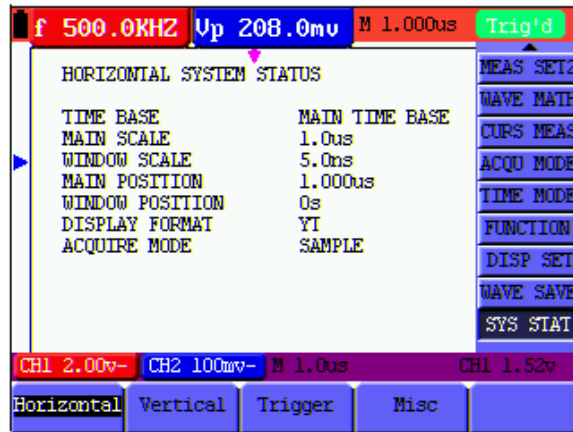 f 500.0KHZ Vp 208.0mv M 1.000us Trig'd
HORIZONTAL SYSTEM STATUS
TIME BASE MAIN TIME BASE
MAIN SCALE 1.0us
WINDOW SCALE 5.0ns
MAIN POSITION 1.000us
WINDOW POSITION 0s
DISPLAY FORMAT YT
ACQUIRE MODE SAMPLE
MEAS SET2
WAVE MATH
CURS MEAS
ACQU MODE
TIME MODE
FUNCTION
DISP SET
WAVE SAVE
SYS STAT
CH1 2.00v- CH2 100mv- M 1.0us CH1 1.52v
Horizontal Vertical Trigger Misc